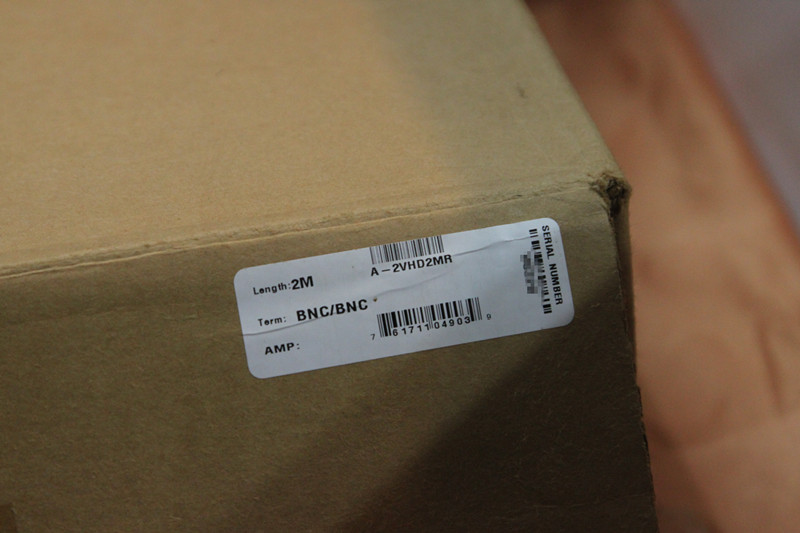 A-2VHD2MR
Length: 2M
Term: BNC/BNC
7 61711 04903 9
AMP:
SERIAL NUMBER